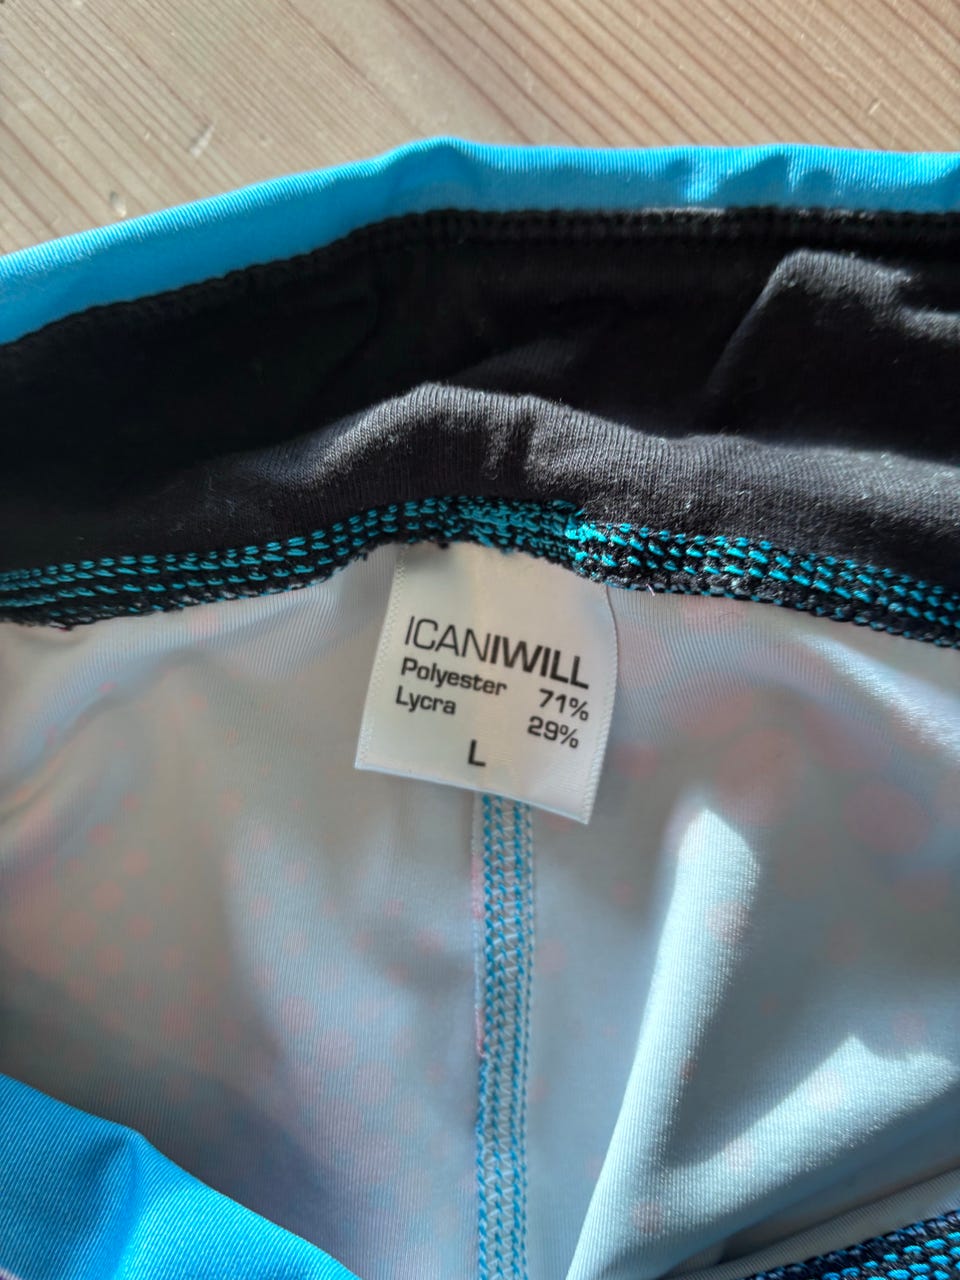 ICANIWILL
Polyester 71%
Lycra 29%
L